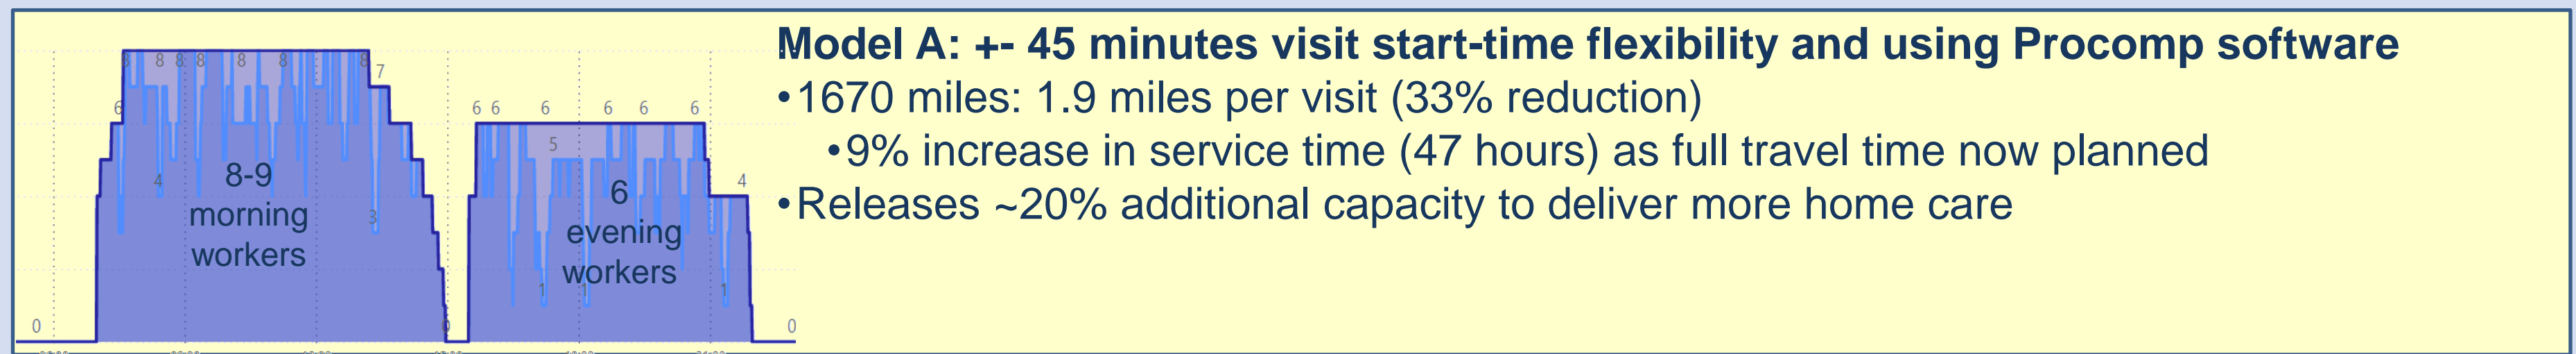 Model A: +- 45 minutes visit start-time flexibility and using Procomp software
•1670 miles: 1.9 miles per visit (33% reduction)
•9% increase in service time (47 hours) as full travel time now planned
•Releases ~20% additional capacity to deliver more home care
8 8 8 8 8 8 8 7
6
6 6 6 6 6 6
5
4
4
3
8-9
morning
workers
6
evening
workers
1 1 1
0 0 0